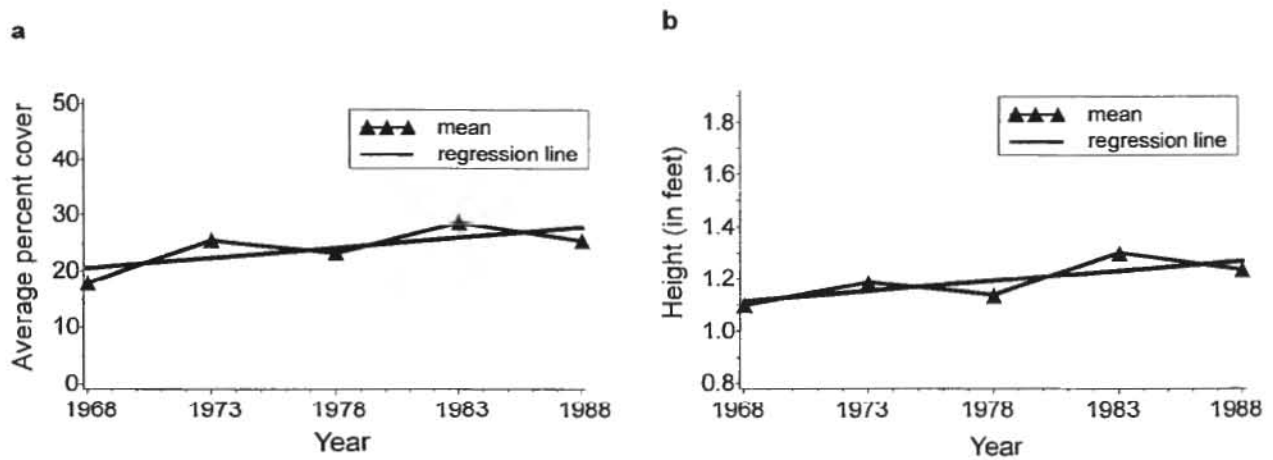 a
50
40
30
20
10
0
Average percent cover
mean
regression line
1968 1973 1978 1983 1988
Year
b
1.8
1.6
1.4
1.2
1.0
0.8
Height (in feet)
mean
regression line
1968 1973 1978 1983 1988
Year